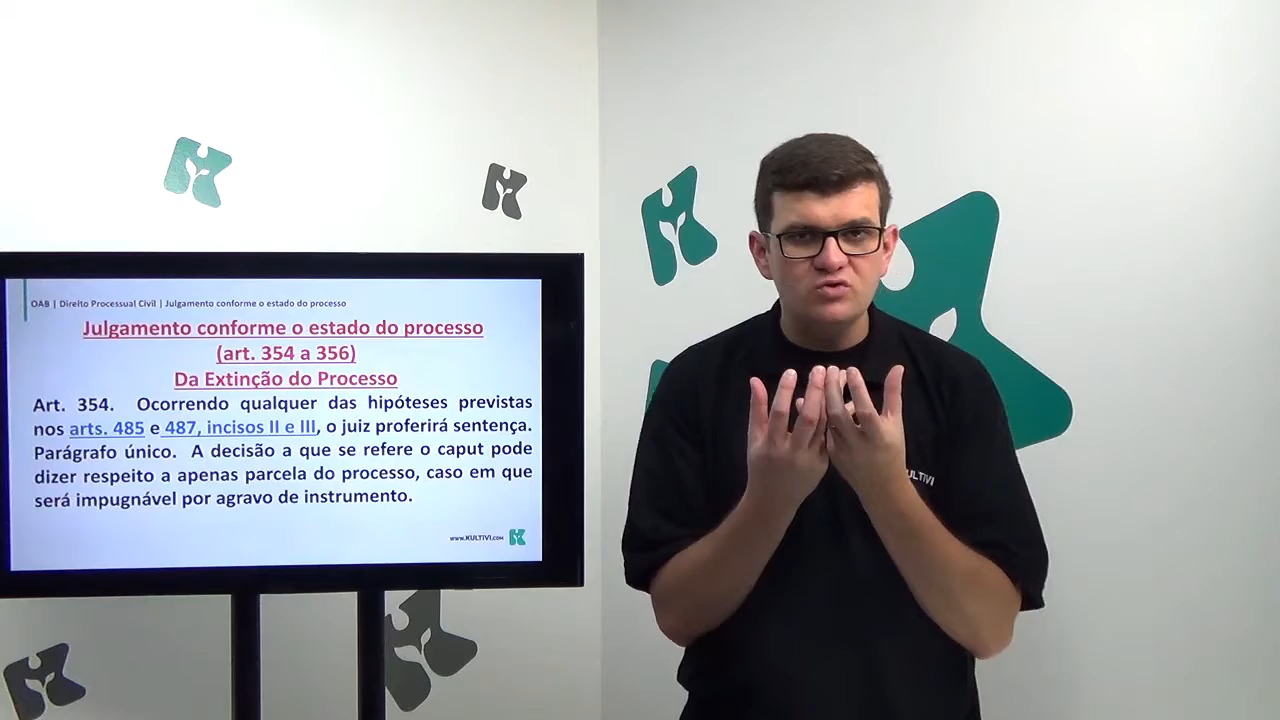 OAB | Direito Processual Civil | Julgamento conforme o estado do processo
Julgamento conforme o estado do processo
(art. 354 a 356)
Da Extinção do Processo
Art. 354. Ocorrendo qualquer das hipóteses previstas
nos arts. 485 e 487, incisos II e III, o juiz proferirá sentença.
Parágrafo único. A decisão a que se refere o caput pode
dizer respeito a apenas parcela do processo, caso em que
será impugnável por agravo de instrumento.
www.KULTIVI.com